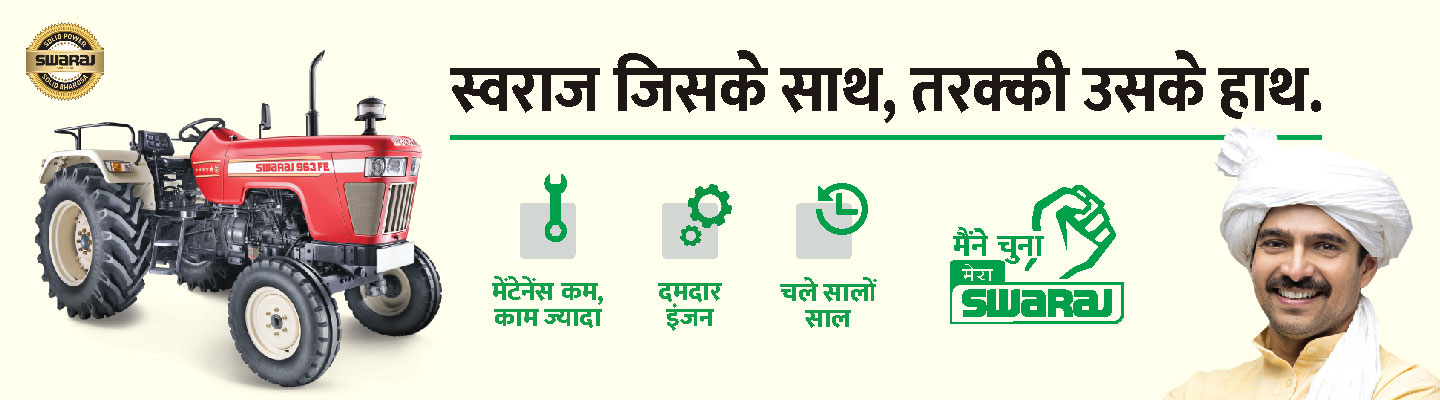 SOLID POWER
SWARAJ
SOLID BHAROSA
स्वराज जिसके साथ, तरक्की उसके हाथ.
SWARAJ 963 FE
मेंटेनेंस कम,
काम ज्यादा
दमदार
इंजन
चले सालों
साल
मैंने चुना
मेरा
SWARAJ